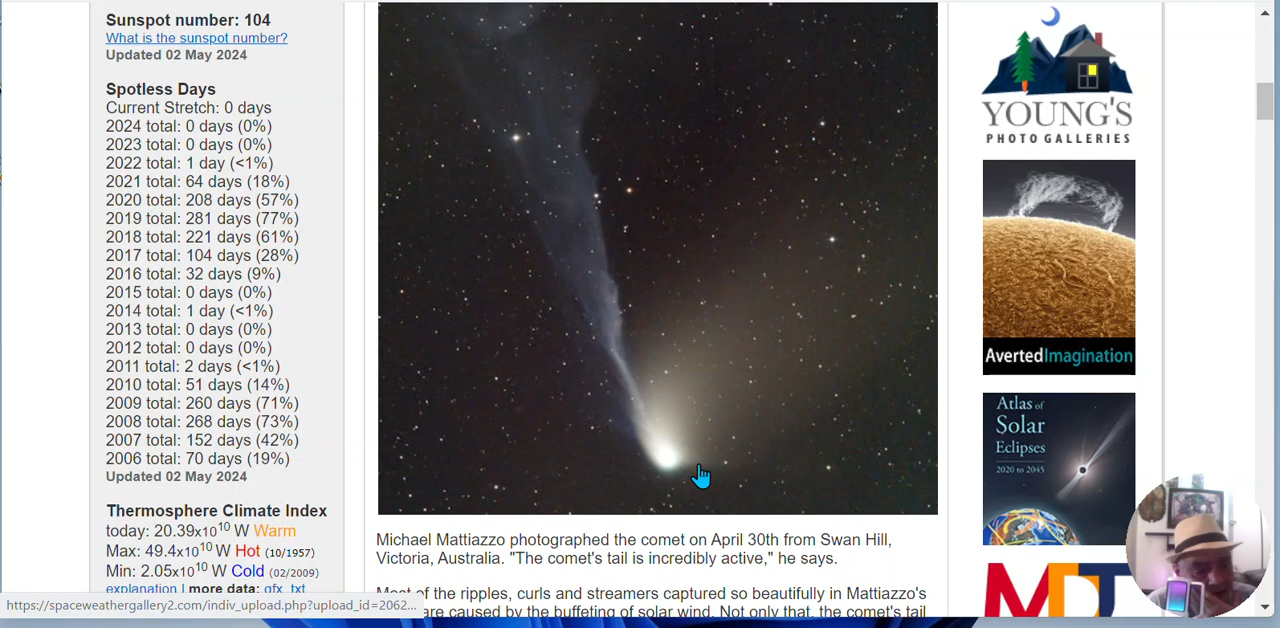 Sunspot number: 104
What is the sunspot number?
Updated 02 May 2024
Spotless Days
Current Stretch: 0 days
2024 total: 0 days (0%)
2023 total: 0 days (0%)
2022 total: 1 day (<1%)
2021 total: 64 days (18%)
2020 total: 208 days (57%)
2019 total: 281 days (77%)
2018 total: 221 days (61%)
2017 total: 104 days (28%)
2016 total: 32 days (9%)
2015 total: 0 days (0%)
2014 total: 1 day (<1%)
2013 total: 0 days (0%)
2012 total: 0 days (0%)
2011 total: 2 days (<1%)
2010 total: 51 days (14%)
2009 total: 260 days (71%)
2008 total: 268 days (73%)
2007 total: 152 days (42%)
2006 total: 70 days (19%)
Updated 02 May 2024
Thermosphere Climate Index
today: 20.39x10^10 W Warm
Max: 49.4x10^10 W Hot (10/1957)
Min: 2.05x10^10 W Cold (02/2009)
explanation | more data: gfx, txt
https://spaceweathergallery2.com/indiv_upload.php?upload_id=2062...
Michael Mattiazzo photographed the comet on April 30th from Swan Hill,
Victoria, Australia. "The comet's tail is incredibly active," he says.
Most of the ripples, curls and streamers captured so beautifully in Mattiazzo's
are caused by the buffeting of solar wind. Not only that, the comet's tail
YOUNG'S
PHOTO GALLERIES
AvertedImagination
Atlas of
Solar
Eclipses
2020 to 2045